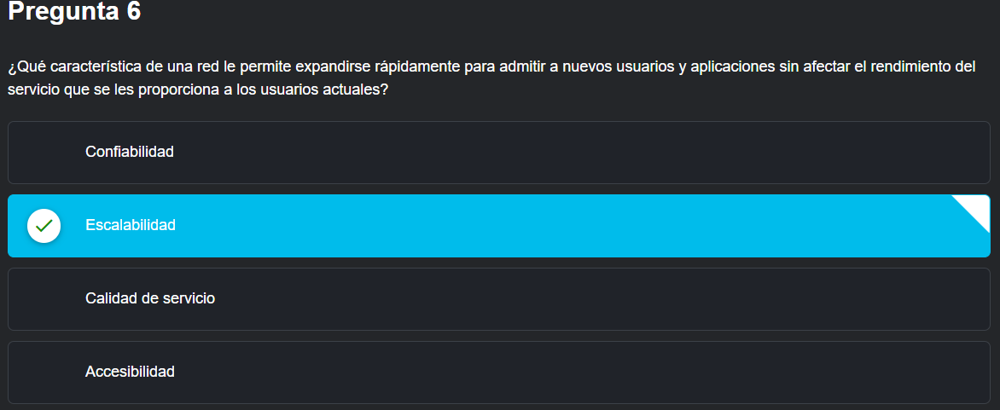 Pregunta 6
¿Qué característica de una red le permite expandirse rápidamente para admitir a nuevos usuarios y aplicaciones sin afectar el rendimiento del
servicio que se les proporciona a los usuarios actuales?
Confiabilidad
Escalabilidad
Calidad de servicio
Accesibilidad